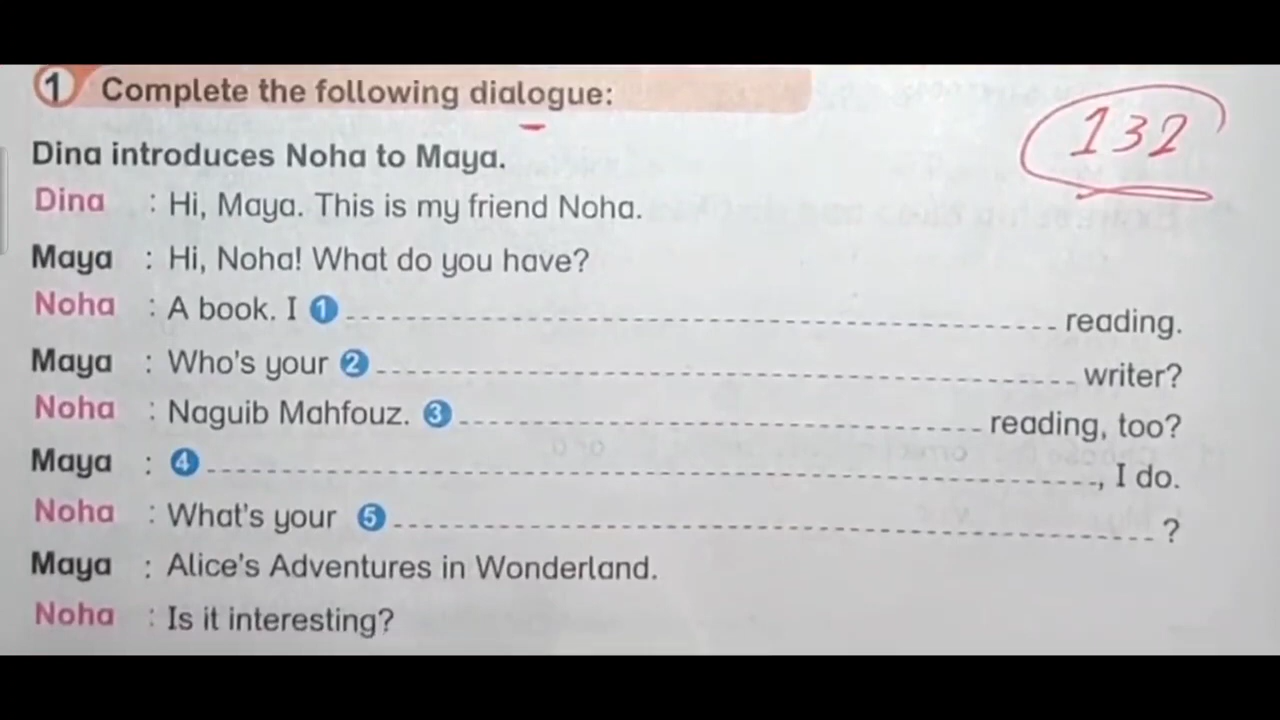 1 Complete the following dialogue:
132
Dina introduces Noha to Maya.
Dina : Hi, Maya. This is my friend Noha.
Maya : Hi, Noha! What do you have?
Noha : A book. I 1 ------------------------ reading.
Maya : Who's your 2 ------------------------ writer?
Noha : Naguib Mahfouz. 3 ------------------------ reading, too?
Maya : 4 ------------------------, I do.
Noha : What's your 5 ------------------------ ?
Maya : Alice's Adventures in Wonderland.
Noha : Is it interesting?